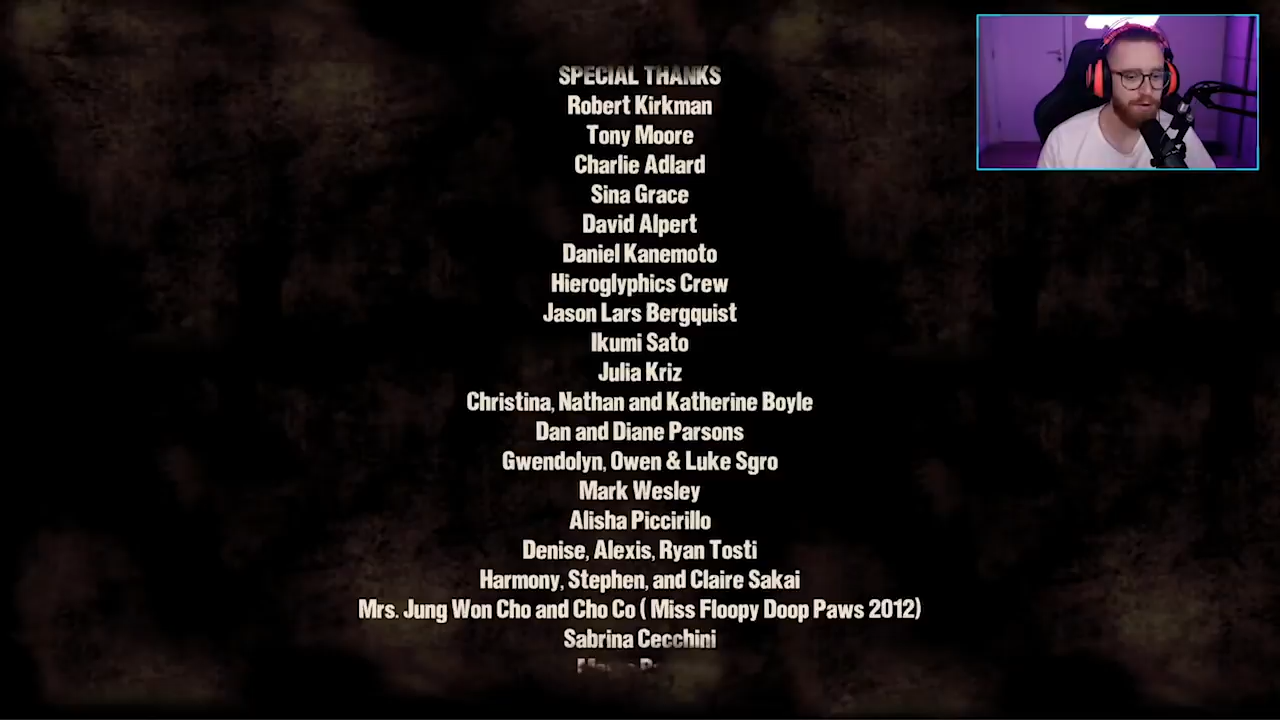 SPECIAL THANKS
Robert Kirkman
Tony Moore
Charlie Adlard
Sina Grace
David Alpert
Daniel Kanemoto
Hieroglyphics Crew
Jason Lars Bergquist
Ikumi Sato
Julia Kriz
Christina, Nathan and Katherine Boyle
Dan and Diane Parsons
Gwendolyn, Owen & Luke Sgro
Mark Wesley
Alisha Piccirillo
Denise, Alexis, Ryan Tosti
Harmony, Stephen, and Claire Sakai
Mrs. Jung Won Cho and Cho Co ( Miss Floopy Doop Paws 2012)
Sabrina Cecchini